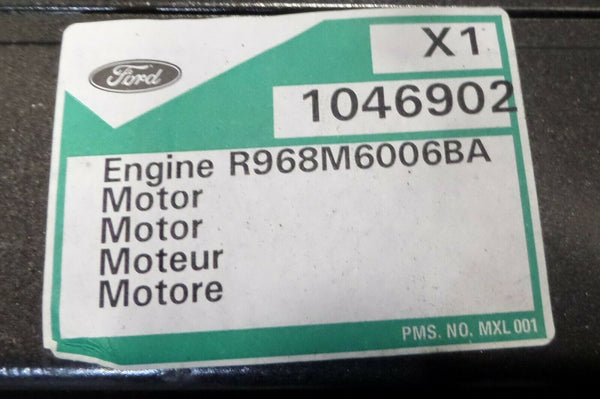 Ford
X1
1046902
Engine R968M6006BA
Motor
Motor
Moteur
Motore
PMS. NO. MXL 001